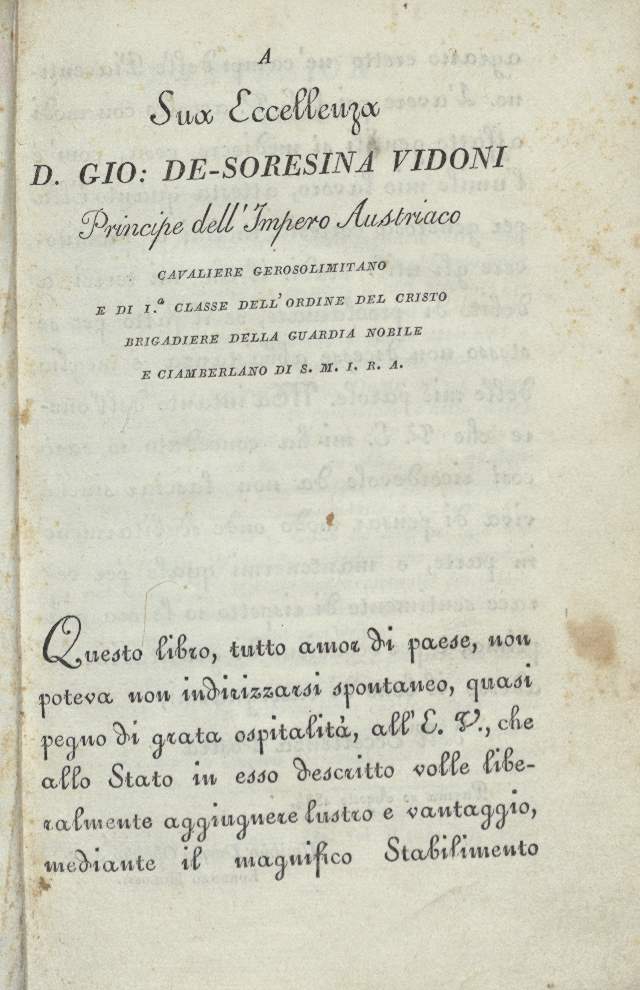 A
Sua Eccellenza
D. GIO: DE-SORESINA VIDONI
Principe dell'Impero Austriaco
CAVALIERE GEROSOLIMITANO
E DI I.ª CLASSE DELL'ORDINE DEL CRISTO
BRIGADIERE DELLA GUARDIA NOBILE
E CIAMBERLANO DI S. M. I. R. A.
Questo libro, tutto amor di paese, non
poteva non indirizzarsi spontaneo, quasi
pegno di grata ospitalità, all'E. V., che
allo Stato in esso descritto volle libe-
ralmente aggiugnere lustro e vantaggio,
mediante il magnifico Stabilimento